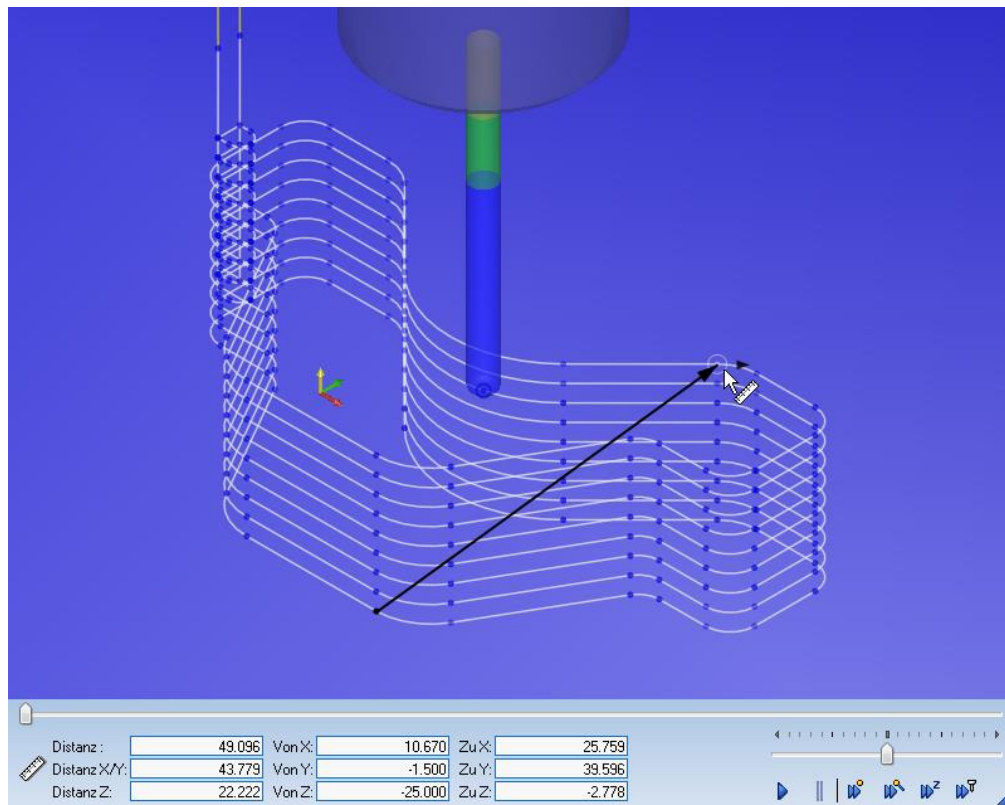 Distanz : 49.096 Von X: 10.670 Zu X: 25.759
Distanz X/Y: 43.779 Von Y: -1.500 Zu Y: 39.596
Distanz Z: 22.222 Von Z: -25.000 Zu Z: -2.778
Z